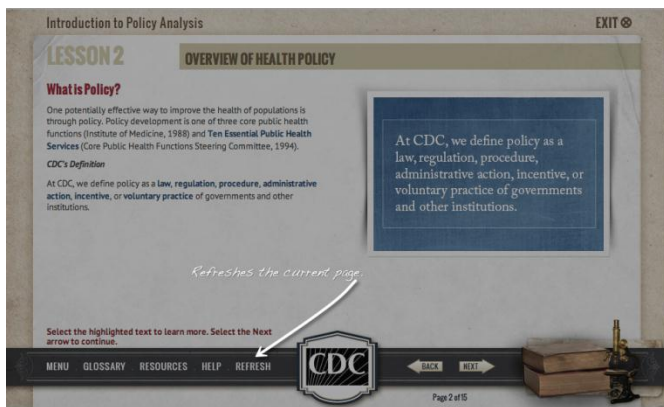 Introduction to Policy Analysis
EXIT
LESSON 2
OVERVIEW OF HEALTH POLICY
What is Policy?
One potentially effective way to improve the health of populations is
through policy. Policy development is one of three core public health
functions (Institute of Medicine, 1988) and Ten Essential Public Health
Services (Core Public Health Functions Steering Committee, 1994).
CDC's Definition
At CDC, we define policy as a law, regulation, procedure, administrative
action, incentive, or voluntary practice of governments and other
institutions.
At CDC, we define policy as a
law, regulation, procedure,
administrative action, incentive, or
voluntary practice of governments
and other institutions.
Refreshes the current page.
Select the highlighted text to learn more. Select the Next
arrow to continue.
MENU GLOSSARY RESOURCES HELP REFRESH
CDC
BACK NEXT
Page 2 of 15